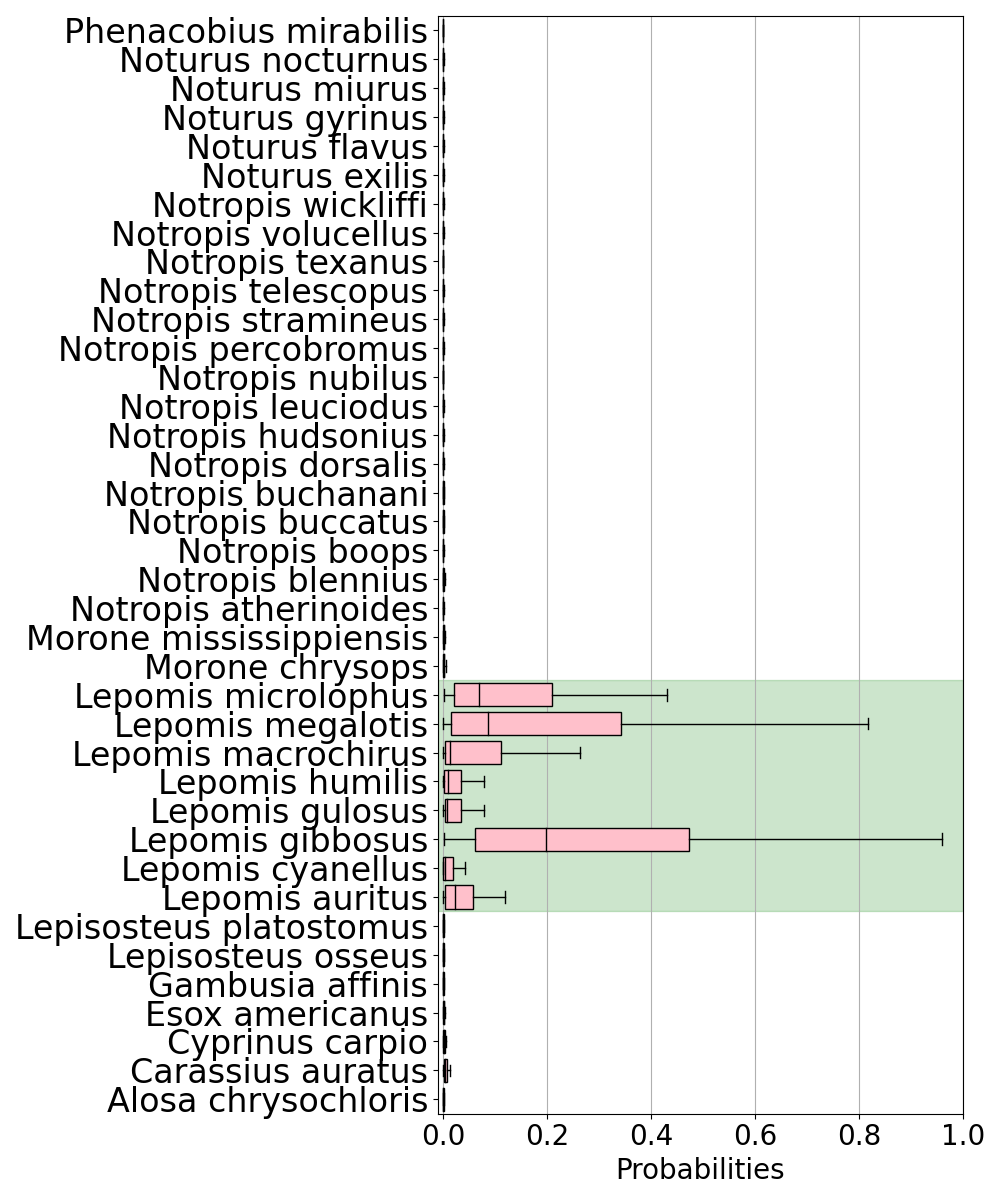 Phenacobius mirabilis
Noturus nocturnus
Noturus miurus
Noturus gyrinus
Noturus flavus
Noturus exilis
Notropis wickliffi
Notropis volucellus
Notropis texanus
Notropis telescopus
Notropis stramineus
Notropis percobromus
Notropis nubilus
Notropis leuciodus
Notropis hudsonius
Notropis dorsalis
Notropis buchanani
Notropis buccatus
Notropis boops
Notropis blennius
Notropis atherinoides
Morone mississippiensis
Morone chrysops
Lepomis microlophus
Lepomis megalotis
Lepomis macrochirus
Lepomis humilis
Lepomis gulosus
Lepomis gibbosus
Lepomis cyanellus
Lepomis auritus
Lepisosteus platostomus
Lepisosteus osseus
Gambusia affinis
Esox americanus
Cyprinus carpio
Carassius auratus
Alosa chrysochloris
0.0 0.2 0.4 0.6 0.8 1.0
Probabilities